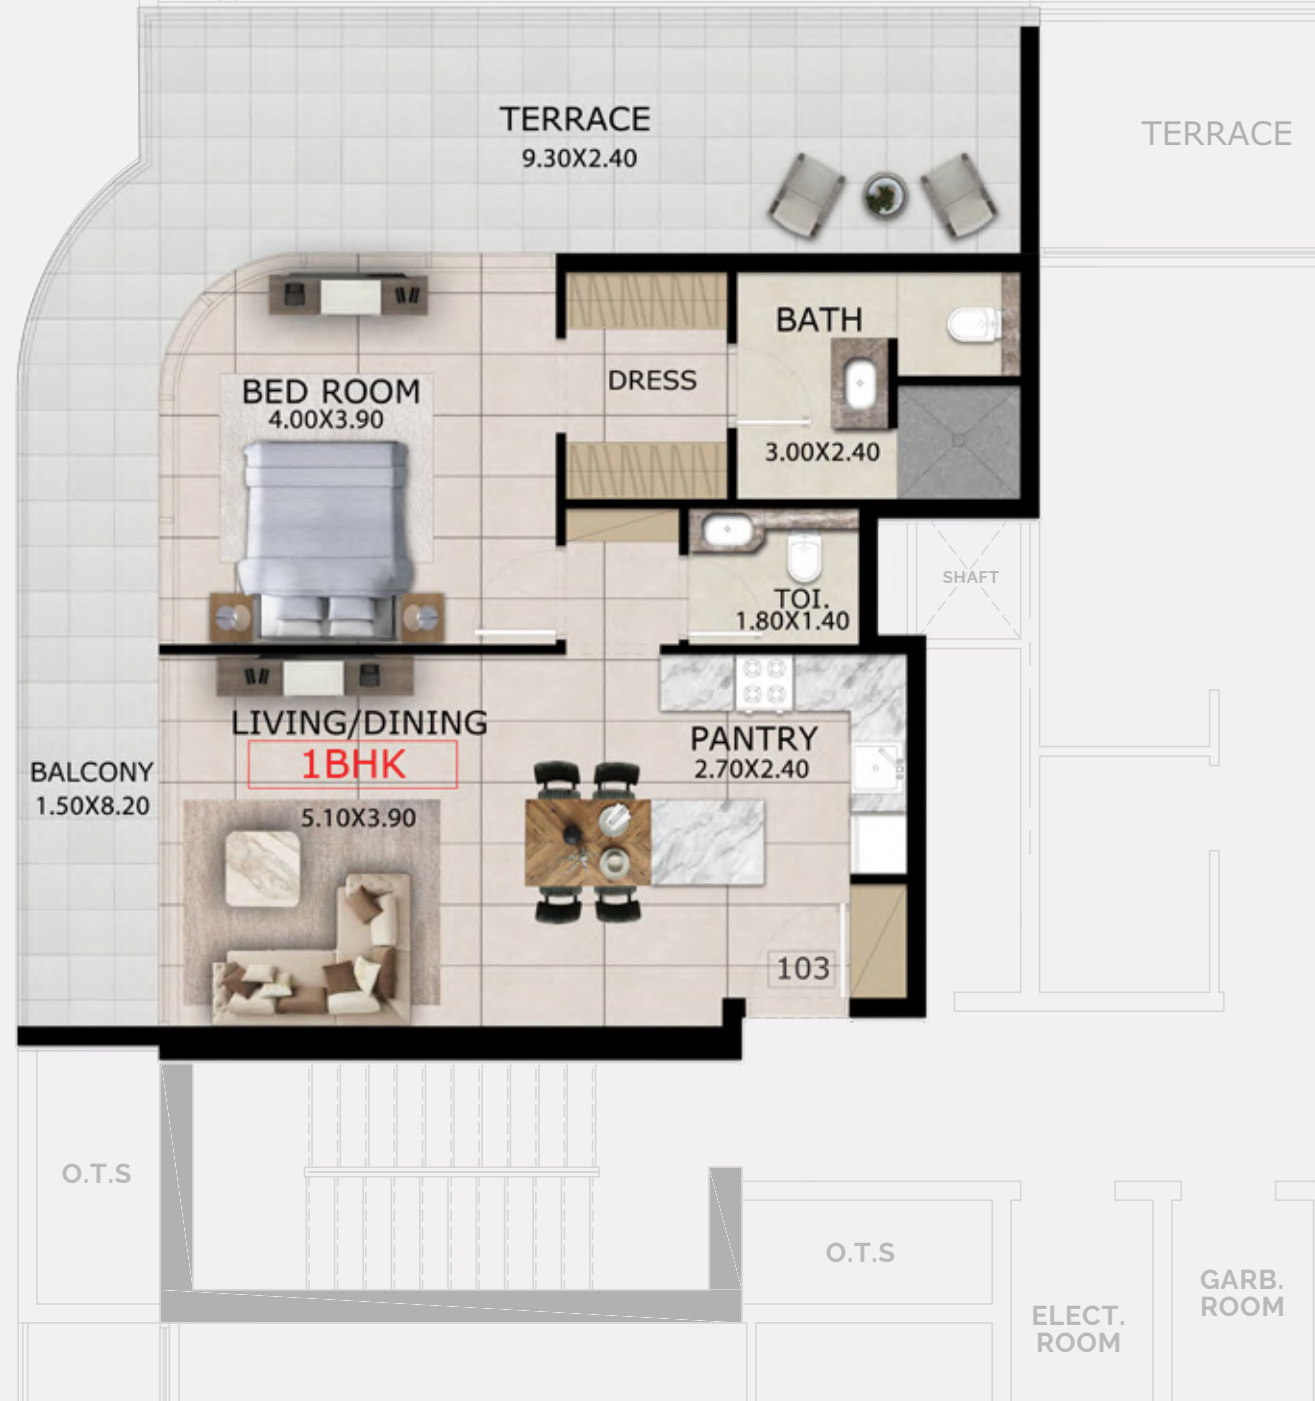 TERRACE
9.30X2.40
TERRACE
BATH
DRESS
BED ROOM
4.00X3.90
3.00X2.40
SHAFT
TOI.
1.80X1.40
LIVING/DINING
1BHK
5.10X3.90
PANTRY
2.70X2.40
BALCONY
1.50X8.20
103
O.T.S
O.T.S
ELECT.
ROOM
GARB.
ROOM